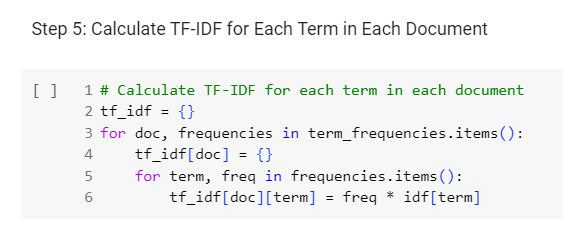 Step 5: Calculate TF-IDF for Each Term in Each Document
[ ] 1 # Calculate TF-IDF for each term in each document
2 tf_idf = {}
3 for doc, frequencies in term_frequencies.items():
4     tf_idf[doc] = {}
5     for term, freq in frequencies.items():
6         tf_idf[doc][term] = freq * idf[term]